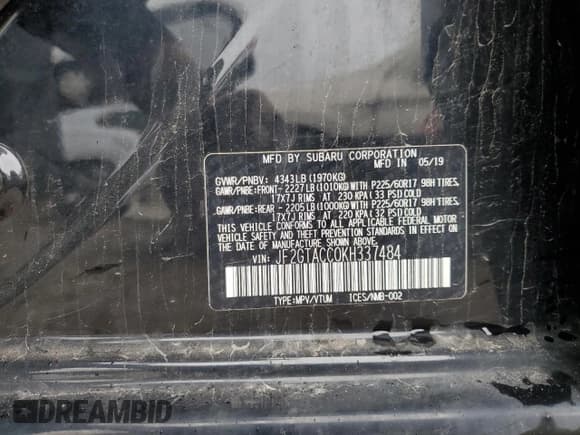 MFD BY SUBARU CORPORATION
MFD IN 05/19
GVWR/PNBV: 4343LB(1970KG)
GAWR/PNBE:FRONT-2227LB(1010KG)WITH P225/60R17 98H TIRES.
17X7J RIMS AT 230 KPA(33 PSI)COLD
GAWR/PNBE:REAR -2205LB(1000KG)WITH P225/60R17 98H TIRES.
17X7J RIMS AT 220 KPA(32 PSI)COLD
THIS VEHICLE CONFORMS TO ALL APPLICABLE FEDERAL MOTOR
VEHICLE SAFETY STANDARDS IN EFFECT ON THE DATE OF
MANUFACTURE SHOWN ABOVE.
VIN: JF2GTACC0KH337484
TYPE:MPV/VTUM ICES/NMB-002
DREAMBID